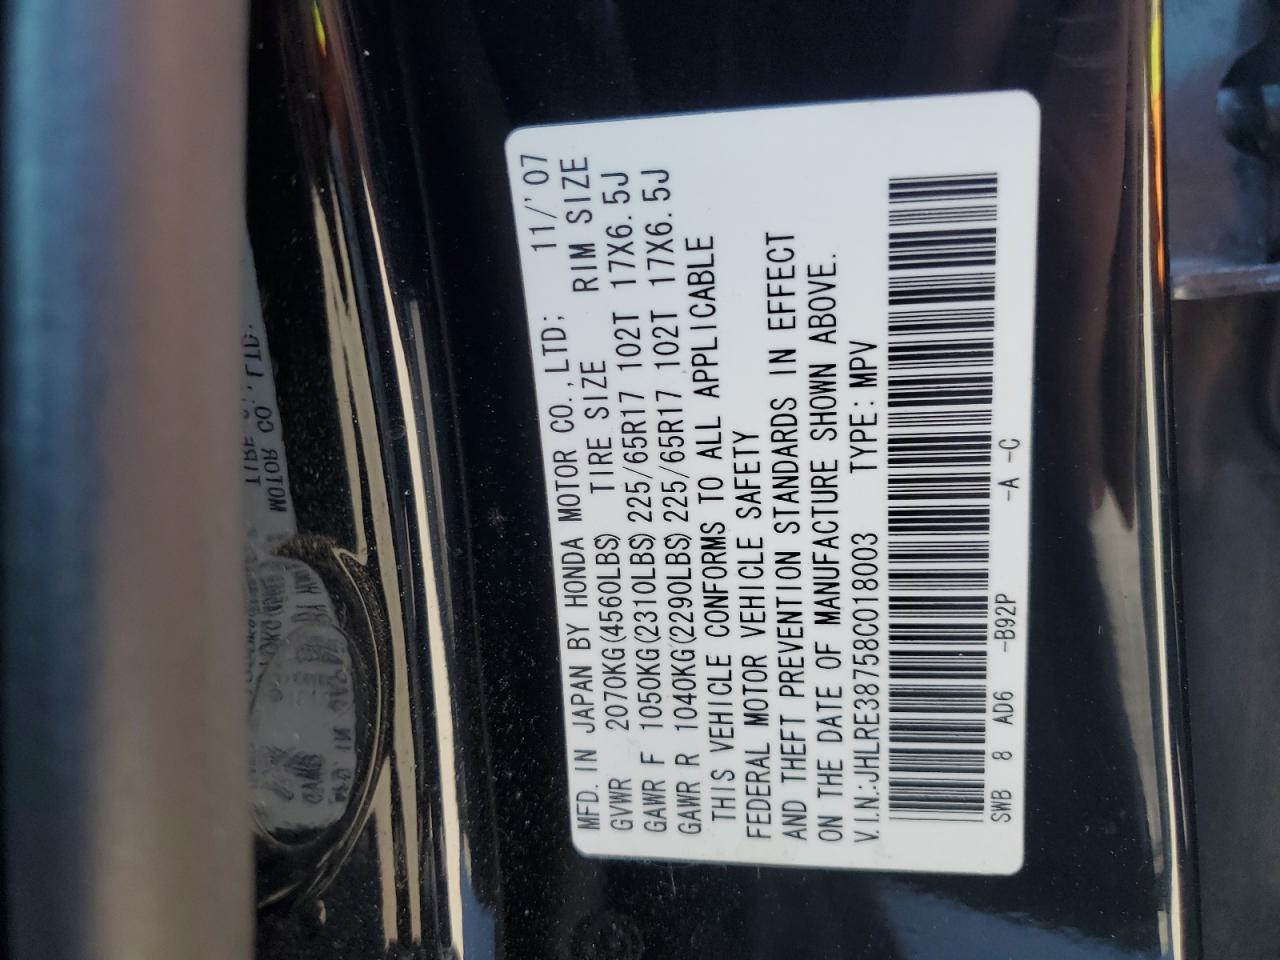 MFD. IN JAPAN BY HONDA MOTOR CO., LTD; 11/'07
GVWR 2070KG(4560LBS) TIRE SIZE RIM SIZE
GAWR F 1050KG(2310LBS) 225/65R17 102T 17X6.5J
GAWR R 1040KG(2290LBS) 225/65R17 102T 17X6.5J
THIS VEHICLE CONFORMS TO ALL APPLICABLE
FEDERAL MOTOR VEHICLE SAFETY
AND THEFT PREVENTION STANDARDS IN EFFECT
ON THE DATE OF MANUFACTURE SHOWN ABOVE.
V.I.N.:JHLRE38758C018003 TYPE:MPV
SWB 8 AD6 -B92P -A -C
MOTOR CO., LTD.